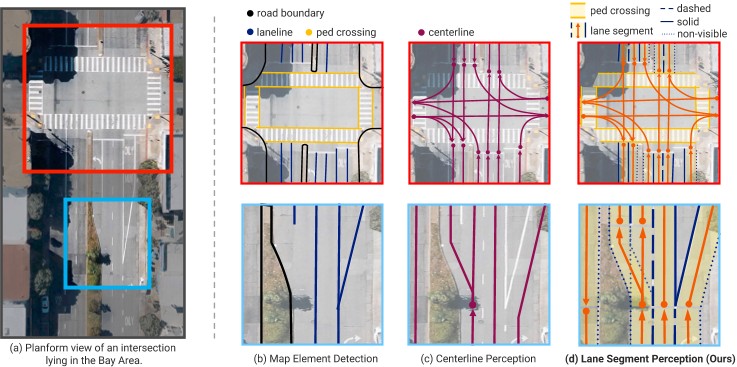 road boundary
laneline
ped crossing
centerline
ped crossing
lane segment
dashed
solid
non-visible
(a) Planform view of an intersection
lying in the Bay Area.
(b) Map Element Detection
(c) Centerline Perception
(d) Lane Segment Perception (Ours)